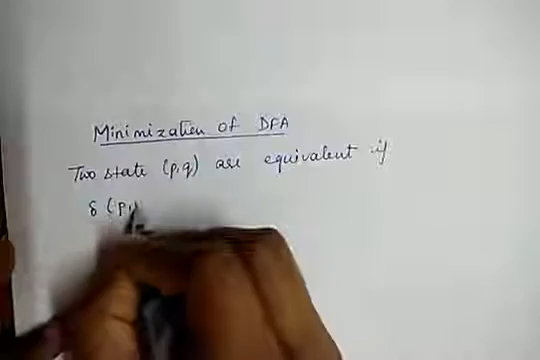 Minimization of DFA
Two state (p,q) are equivalent if
δ (p,